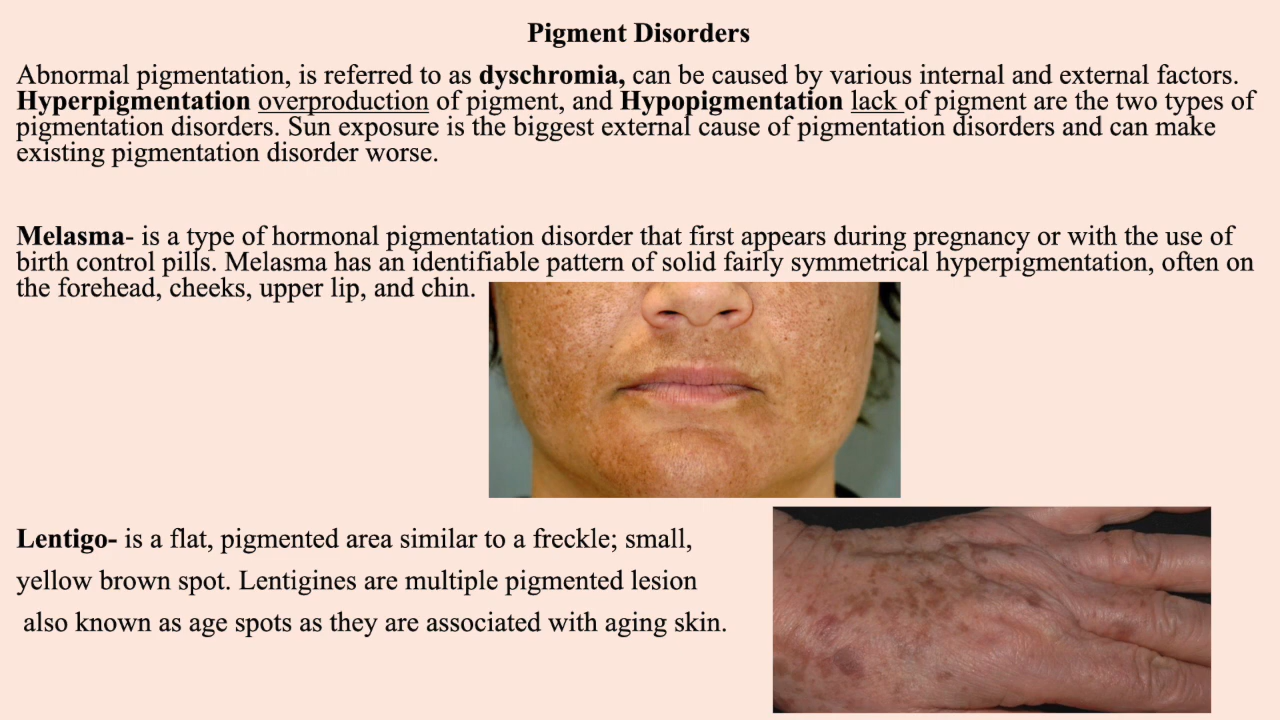 Pigment Disorders
Abnormal pigmentation, is referred to as dyschromia, can be caused by various internal and external factors.
Hyperpigmentation overproduction of pigment, and Hypopigmentation lack of pigment are the two types of
pigmentation disorders. Sun exposure is the biggest external cause of pigmentation disorders and can make
existing pigmentation disorder worse.
Melasma- is a type of hormonal pigmentation disorder that first appears during pregnancy or with the use of
birth control pills. Melasma has an identifiable pattern of solid fairly symmetrical hyperpigmentation, often on
the forehead, cheeks, upper lip, and chin.
Lentigo- is a flat, pigmented area similar to a freckle; small,
yellow brown spot. Lentigines are multiple pigmented lesion
also known as age spots as they are associated with aging skin.